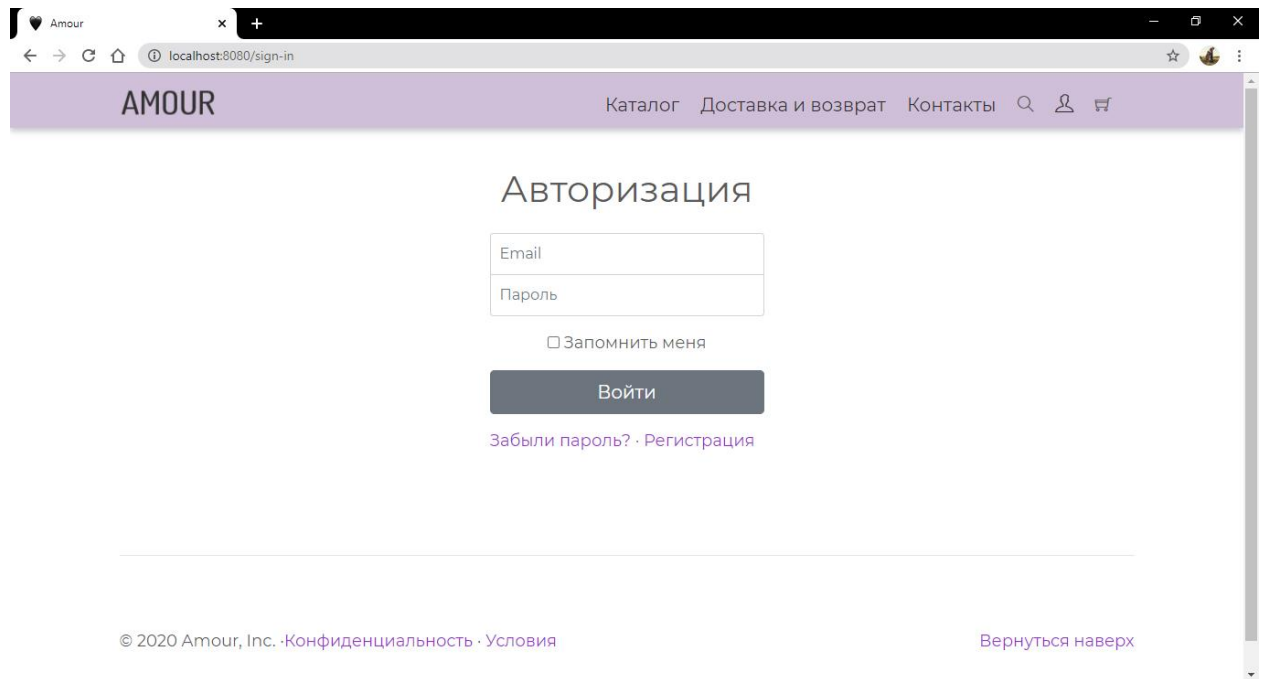 Amour
localhost:8080/sign-in
AMOUR Каталог Доставка и возврат Контакты
Авторизация
Email
Пароль
Запомнить меня
Войти
Забыли пароль? · Регистрация
© 2020 Amour, Inc. ·Конфиденциальность · Условия Вернуться наверх